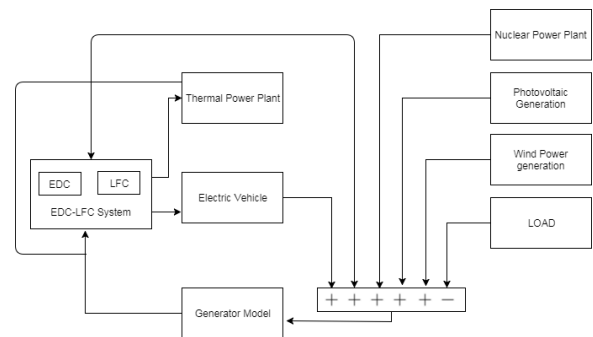 Nuclear Power Plant
Photovoltaic
Generation
Thermal Power Plant
Wind Power
generation
EDC
LFC
EDC-LFC System
Electric Vehicle
LOAD
+ + + + + −
Generator Model